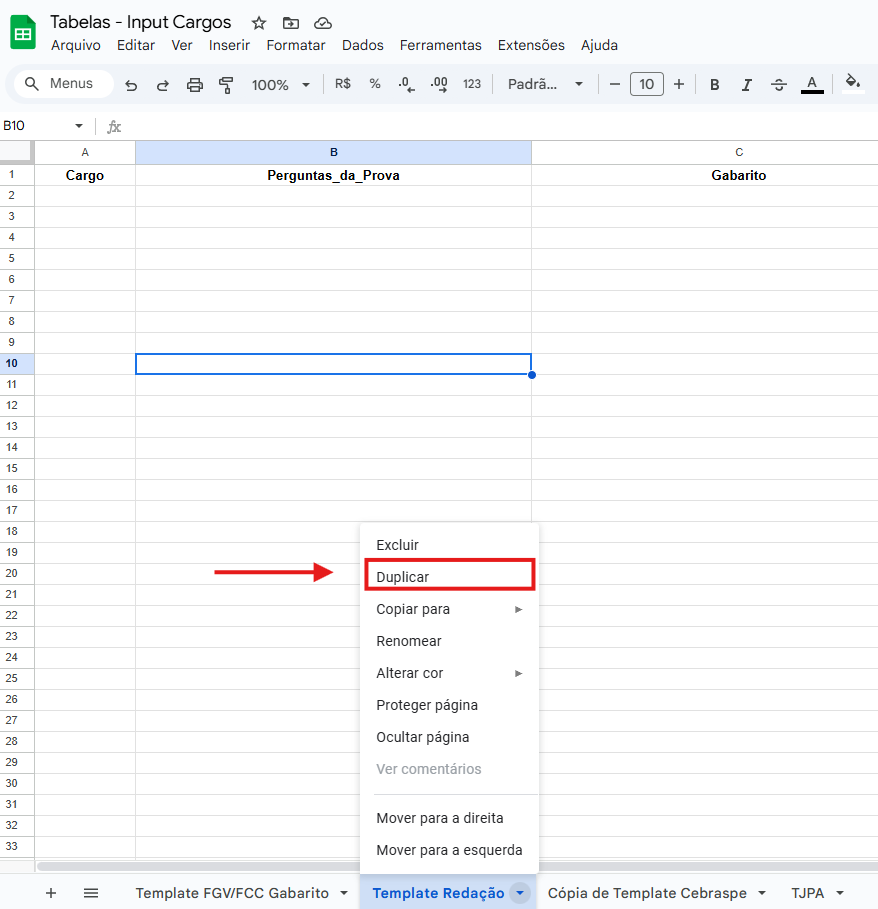 Tabelas - Input Cargos
Arquivo Editar Ver Inserir Formatar Dados Ferramentas Extensões Ajuda
Menus 100% R$ % .0 .00 123 Padrã... 10 B I S A
B10 fx
A B C
1 Cargo Perguntas_da_Prova Gabarito
2
3
4
5
6
7
8
9
10
11
12
13
14
15
16
17
18
Excluir
19
20 Duplicar
21
Copiar para
22
23 Renomear
24
Alterar cor
25
26 Proteger página
27
28 Ocultar página
29 Ver comentários
30
31
32 Mover para a direita
33 Mover para a esquerda
Template FGV/FCC Gabarito Template Redação Cópia de Template Cebraspe TJPA